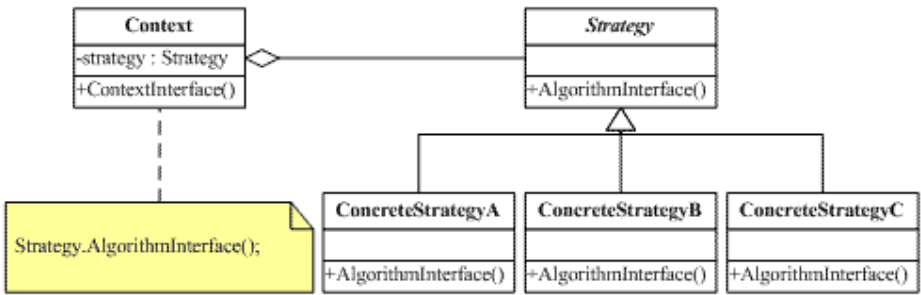 Context
-strategy : Strategy
+ContextInterface()
Strategy
+AlgorithmInterface()
Strategy.AlgorithmInterface();
ConcreteStrategyA
+AlgorithmInterface()
ConcreteStrategyB
+AlgorithmInterface()
ConcreteStrategyC
+AlgorithmInterface()